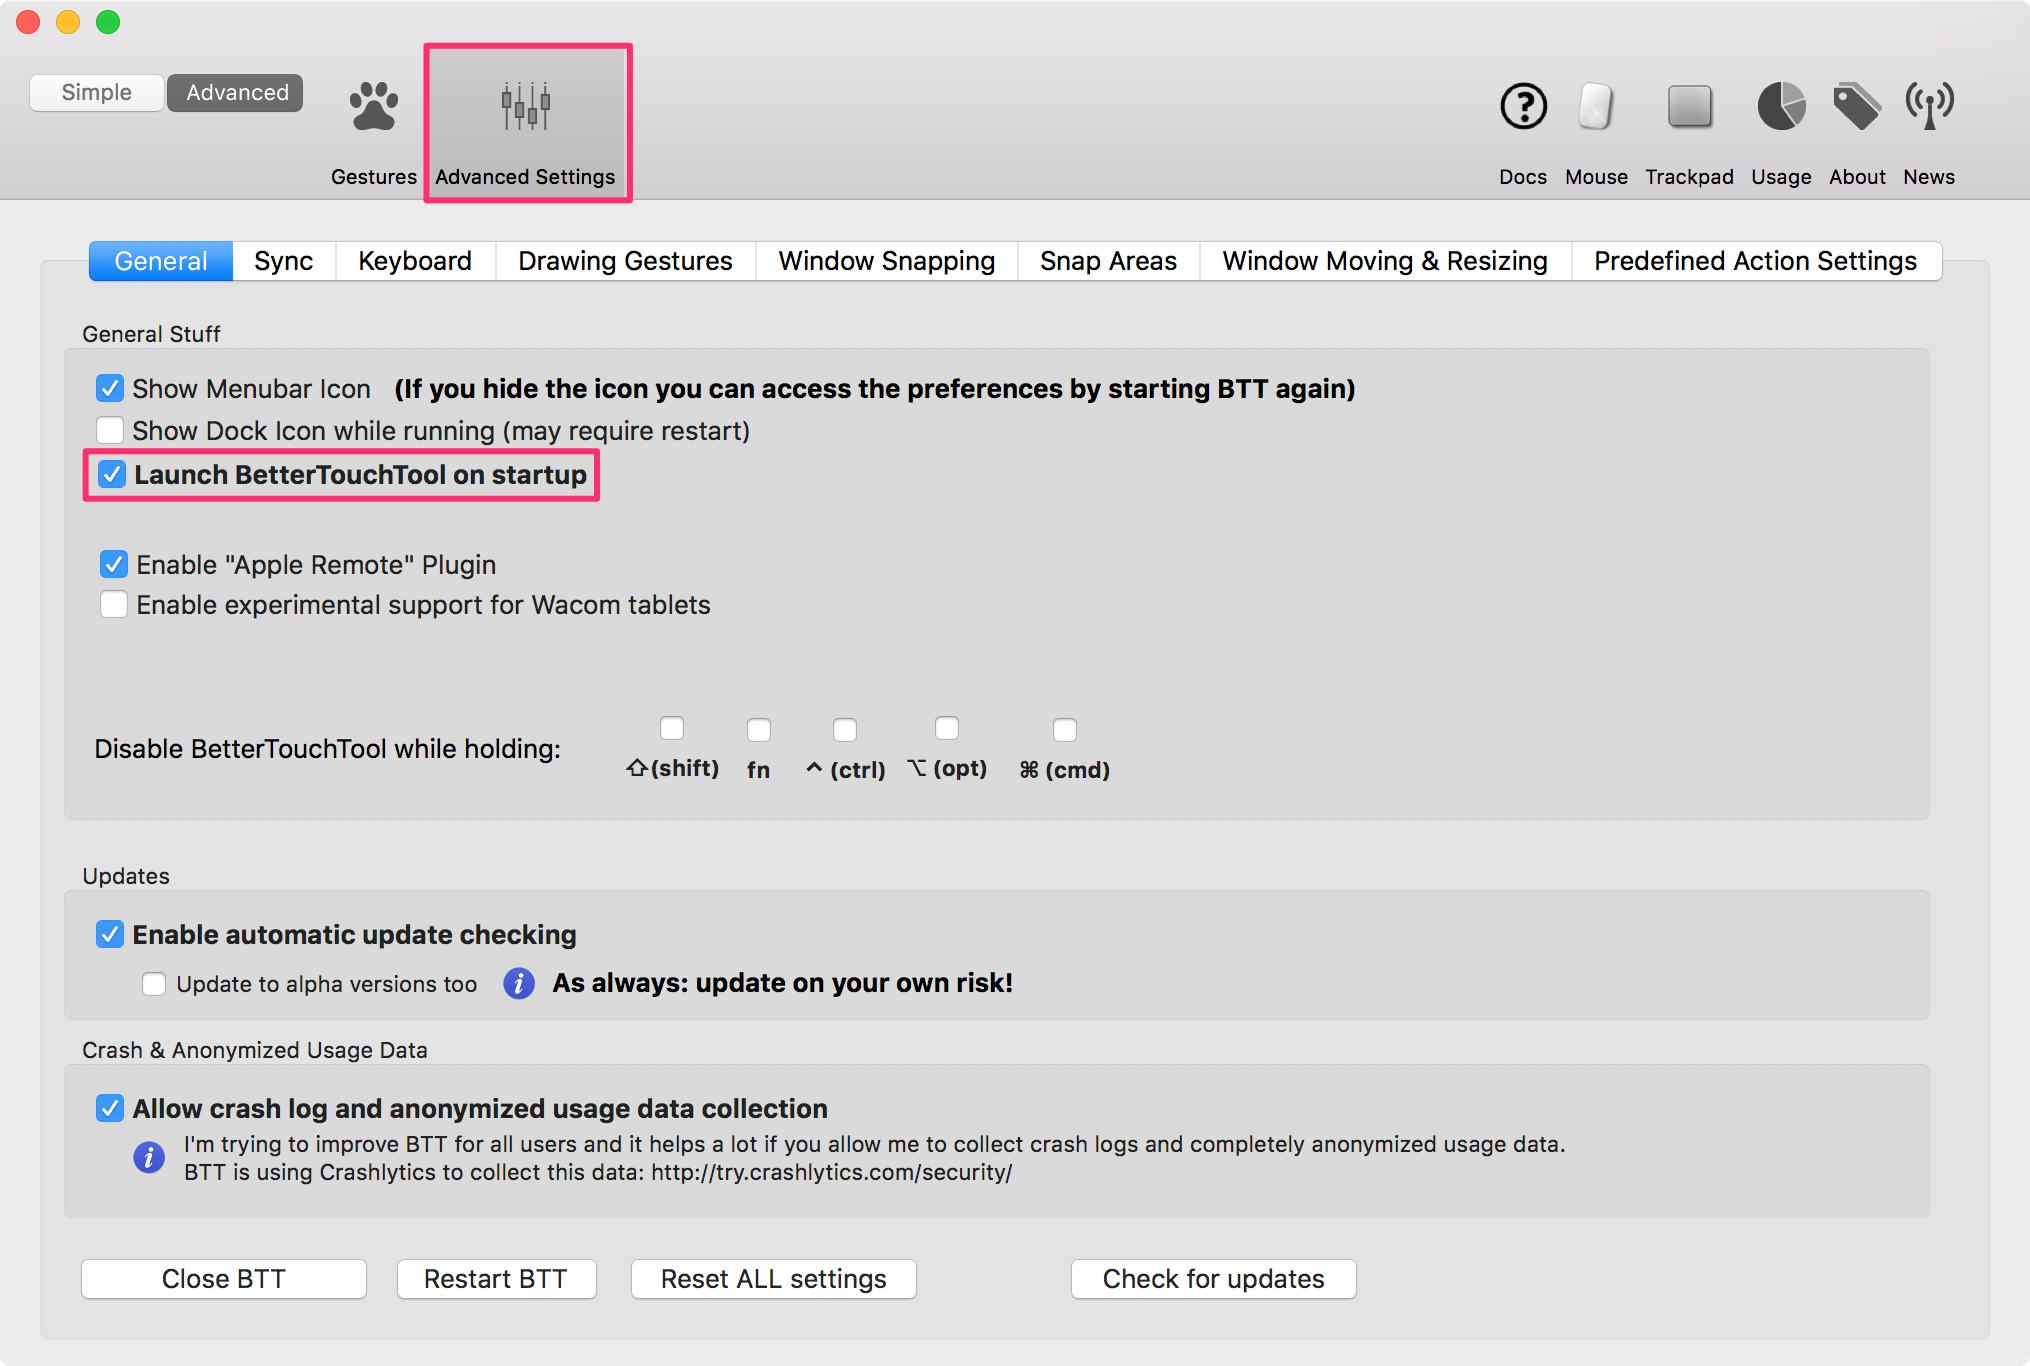 Simple
Advanced
Gestures
Advanced Settings
Docs
Mouse
Trackpad
Usage
About
News
General
Sync
Keyboard
Drawing Gestures
Window Snapping
Snap Areas
Window Moving & Resizing
Predefined Action Settings
General Stuff
Show Menubar Icon (If you hide the icon you can access the preferences by starting BTT again)
Show Dock Icon while running (may require restart)
Launch BetterTouchTool on startup
Enable "Apple Remote" Plugin
Enable experimental support for Wacom tablets
Disable BetterTouchTool while holding:
⇧(shift)
fn
^ (ctrl)
⌥ (opt)
⌘ (cmd)
Updates
Enable automatic update checking
Update to alpha versions too
As always: update on your own risk!
Crash & Anonymized Usage Data
Allow crash log and anonymized usage data collection
I'm trying to improve BTT for all users and it helps a lot if you allow me to collect crash logs and completely anonymized usage data.
BTT is using Crashlytics to collect this data: http://try.crashlytics.com/security/
Close BTT
Restart BTT
Reset ALL settings
Check for updates